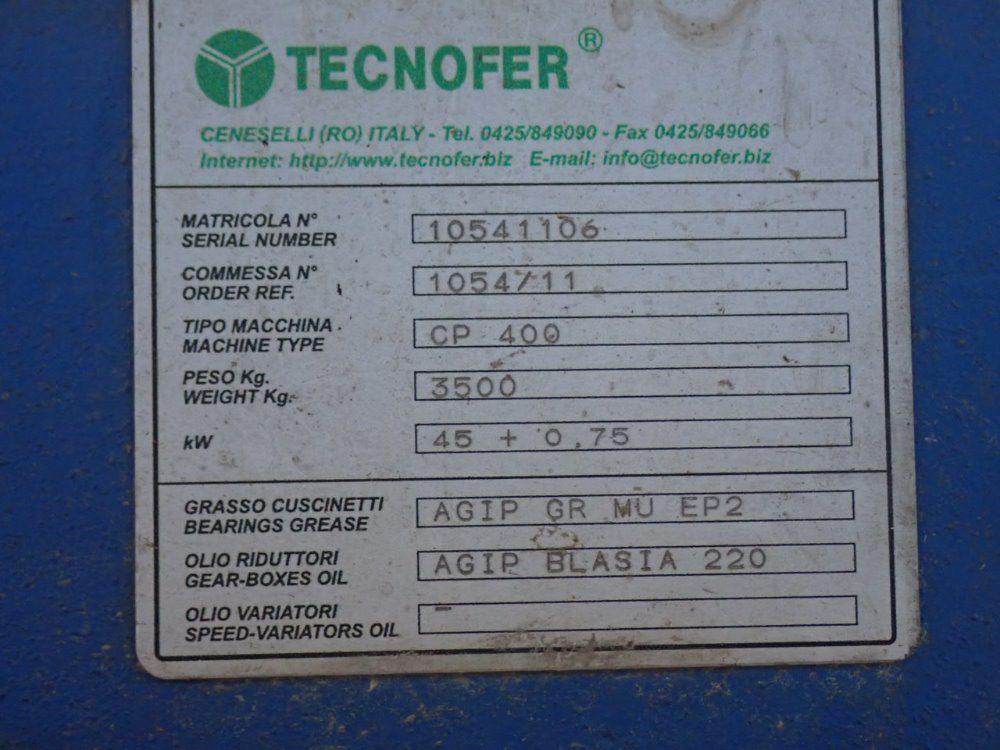 TECNOFER®
CENESELLI (RO) ITALY - Tel. 0425/849090 - Fax 0425/849066
Internet: http://www.tecnofer.biz E-mail: info@tecnofer.biz
MATRICOLA N°
SERIAL NUMBER
10541106
COMMESSA N°
ORDER REF.
1054/11
TIPO MACCHINA
MACHINE TYPE
CP 400
PESO Kg.
WEIGHT Kg.
3500
kW
45 + 0.75
GRASSO CUSCINETTI
BEARINGS GREASE
AGIP GR MU EP2
OLIO RIDUTTORI
GEAR-BOXES OIL
AGIP BLASIA 220
OLIO VARIATORI
SPEED-VARIATORS OIL
-